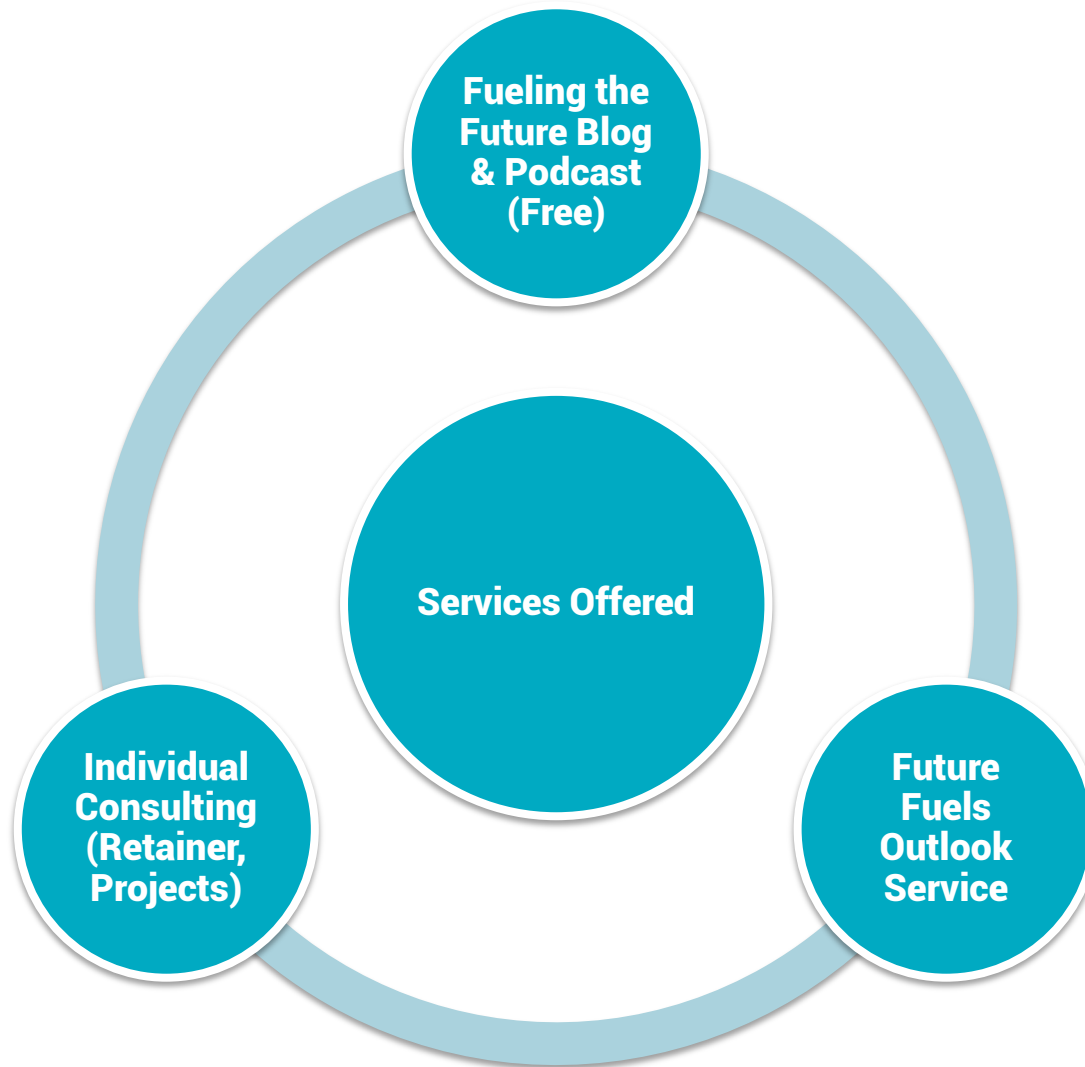 Fueling the
Future Blog
& Podcast
(Free)
Services Offered
Individual
Consulting
(Retainer,
Projects)
Future
Fuels
Outlook
Service